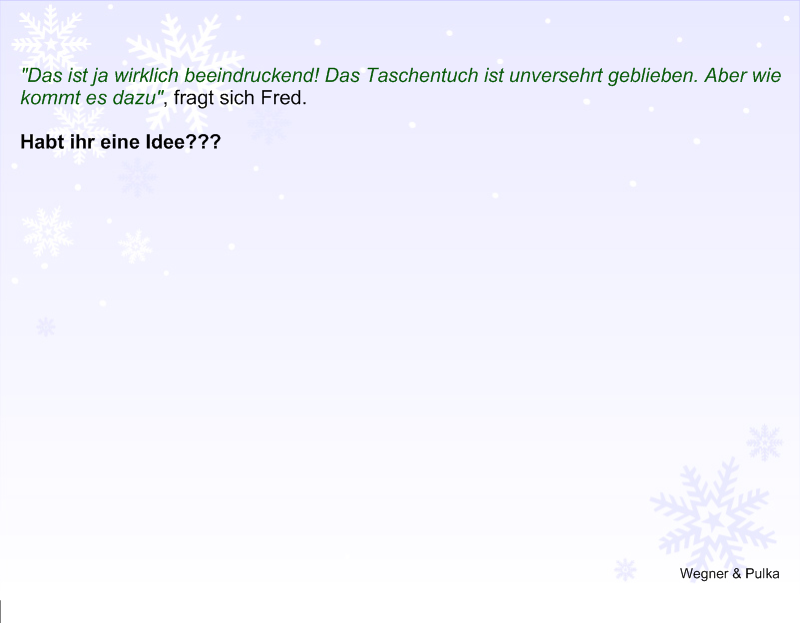 "Das ist ja wirklich beeindruckend! Das Taschentuch ist unversehrt geblieben. Aber wie
kommt es dazu", fragt sich Fred.
Habt ihr eine Idee???
Wegner & Pulka